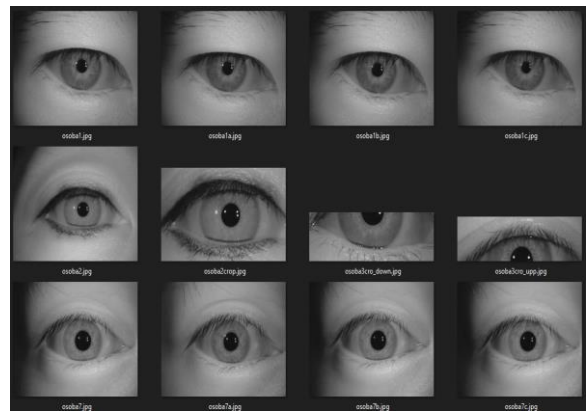 osoba1.jpg
osoba1a.jpg
osoba1b.jpg
osoba1c.jpg
osoba2.jpg
osoba2crop.jpg
osoba3cro_down.jpg
osoba3cro_upp.jpg
osoba7.jpg
osoba7a.jpg
osoba7b.jpg
osoba7c.jpg